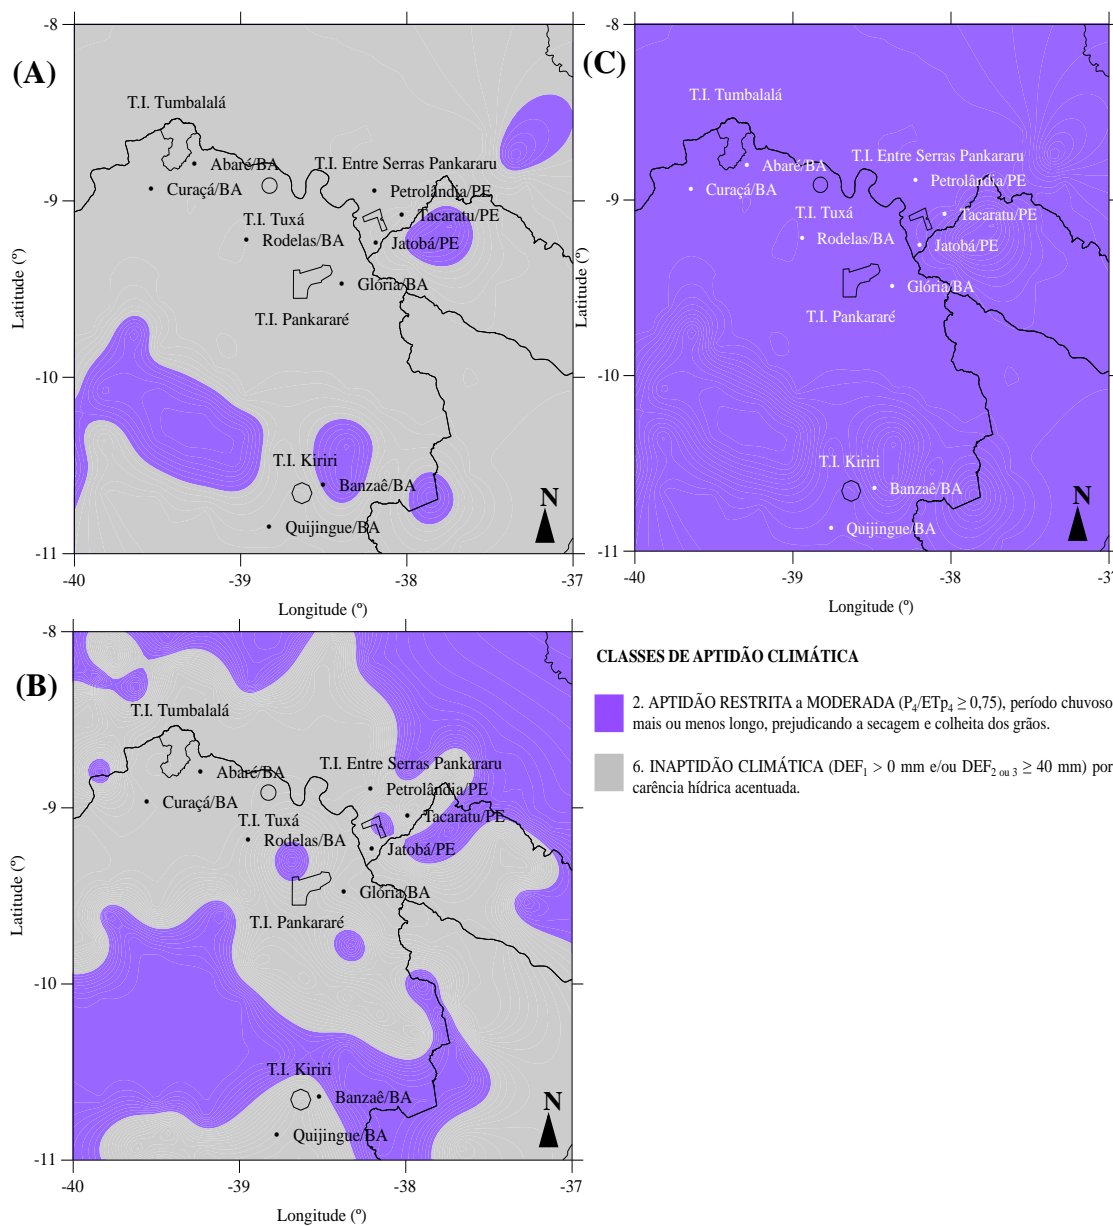 -8
-9
-10
-11
Latitude (º)
(A)
T.I. Tumbalalá
Abaré/BA
T.I. Entre Serras Pankararu
Curaçá/BA
Petrolândia/PE
T.I. Tuxá
Tacaratu/PE
Rodelas/BA
Jatobá/PE
Glória/BA
T.I. Pankararé
T.I. Kiriri
Banzaê/BA
Quijingue/BA
N
-40
-39
-38
-37
Longitude (º)
-8
-9
-10
-11
Latitude (º)
(C)
T.I. Tumbalalá
T.I. Entre Serras Pankararu
Abaré/BA
Curaçá/BA
Petrolândia/PE
T.I. Tuxá
Tacaratu/PE
Rodelas/BA
Jatobá/PE
Glória/BA
T.I. Pankararé
T.I. Kiriri
Banzaê/BA
Quijingue/BA
N
-40
-39
-38
-37
Longitude (º)
-8
-9
-10
-11
Latitude (º)
(B)
T.I. Tumbalalá
T.I. Entre Serras Pankararu
Abaré/BA
Petrolândia/PE
Curaçá/BA
T.I. Tuxá
Tacaratu/PE
Rodelas/BA
Jatobá/PE
Glória/BA
T.I. Pankararé
T.I. Kiriri
Banzaê/BA
Quijingue/BA
N
-40
-39
-38
-37
Longitude (º)
CLASSES DE APTIDÃO CLIMÁTICA
2. APTIDÃO RESTRITA a MODERADA (P₄/ETp₄ ≥ 0,75), período chuvoso
mais ou menos longo, prejudicando a secagem e colheita dos grãos.
6. INAPTIDÃO CLIMÁTICA (DEF₁ > 0 mm e/ou DEF₂ ou ₃ ≥ 40 mm) por
carência hídrica acentuada.